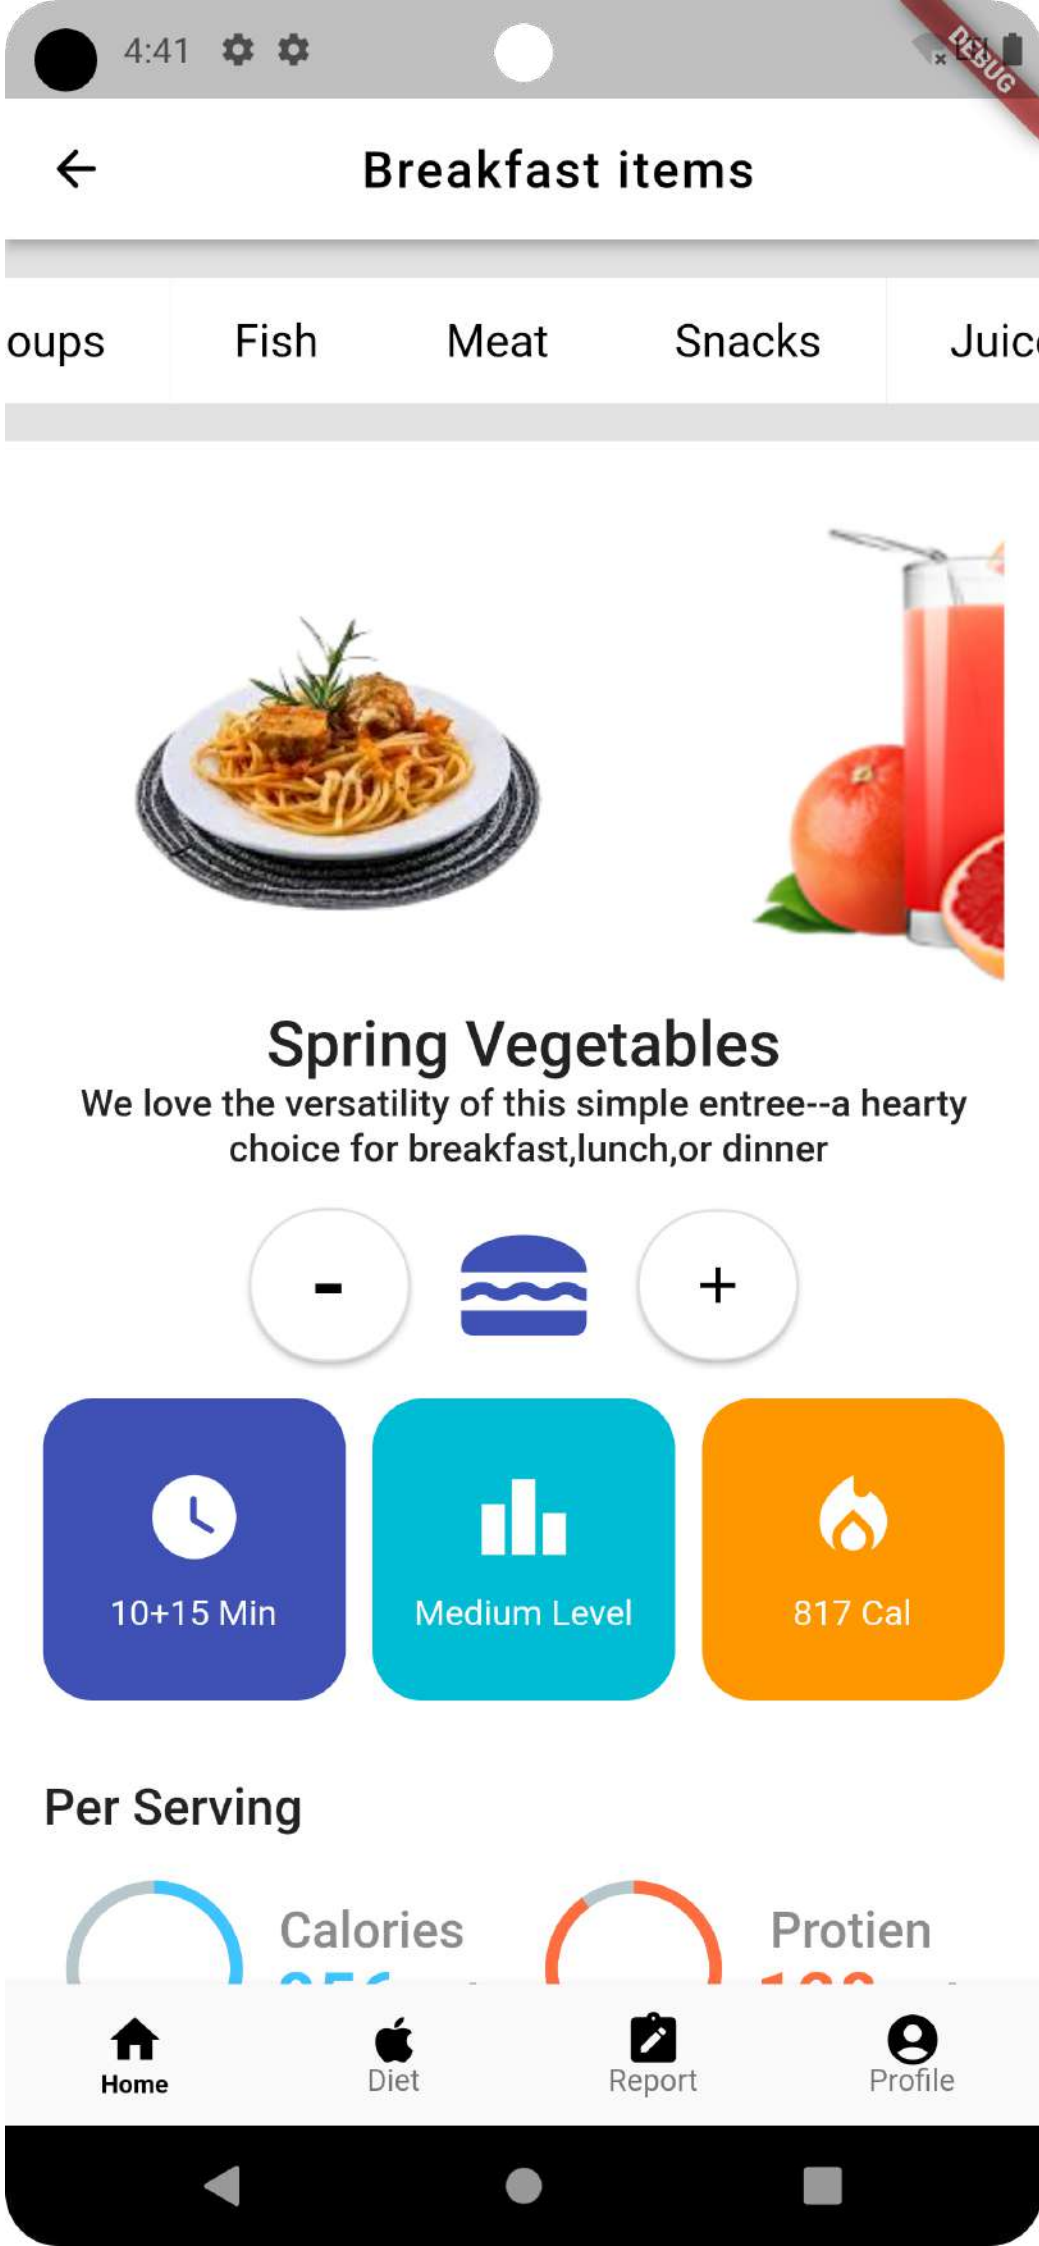 4:41
DEBUG
Breakfast items
oups Fish Meat Snacks Juic
Spring Vegetables
We love the versatility of this simple entree--a hearty
choice for breakfast,lunch,or dinner
- +
10+15 Min Medium Level 817 Cal
Per Serving
Calories Protien
Home Diet Report Profile